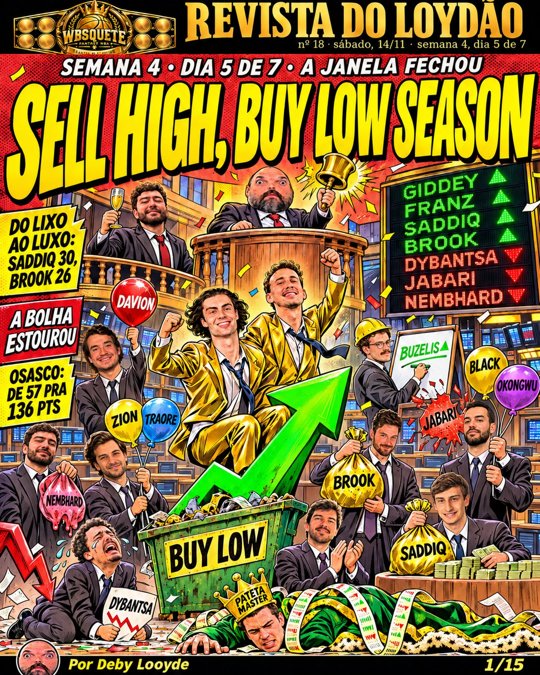 WBSQUETE
FANTASY NBA
REVISTA DO LOYDÃO
nº 18 · sábado, 14/11 · semana 4, dia 5 de 7
SEMANA 4 · DIA 5 DE 7 · A JANELA FECHOU
SELL HIGH, BUY LOW SEASON
GIDDEY ▲
FRANZ ▲
SADDIQ ▲
BROOK ▲
DYBANTSA ▼
JABARI ▼
NEMBHARD ▼
DO LIXO
AO LUXO:
SADDIQ 30,
BROOK 26
A BOLHA
ESTOUROU
OSASCO:
DE 57 PRA
136 PTS
DAVION
BUZELIS ▲
BLACK
OKONGWU
ZION
TRAORE
JABARI
NEMBHARD
BROOK
SADDIQ
BUY LOW
DYBANTSA
PATETA
MASTER
Por Deby Looyde
1/15